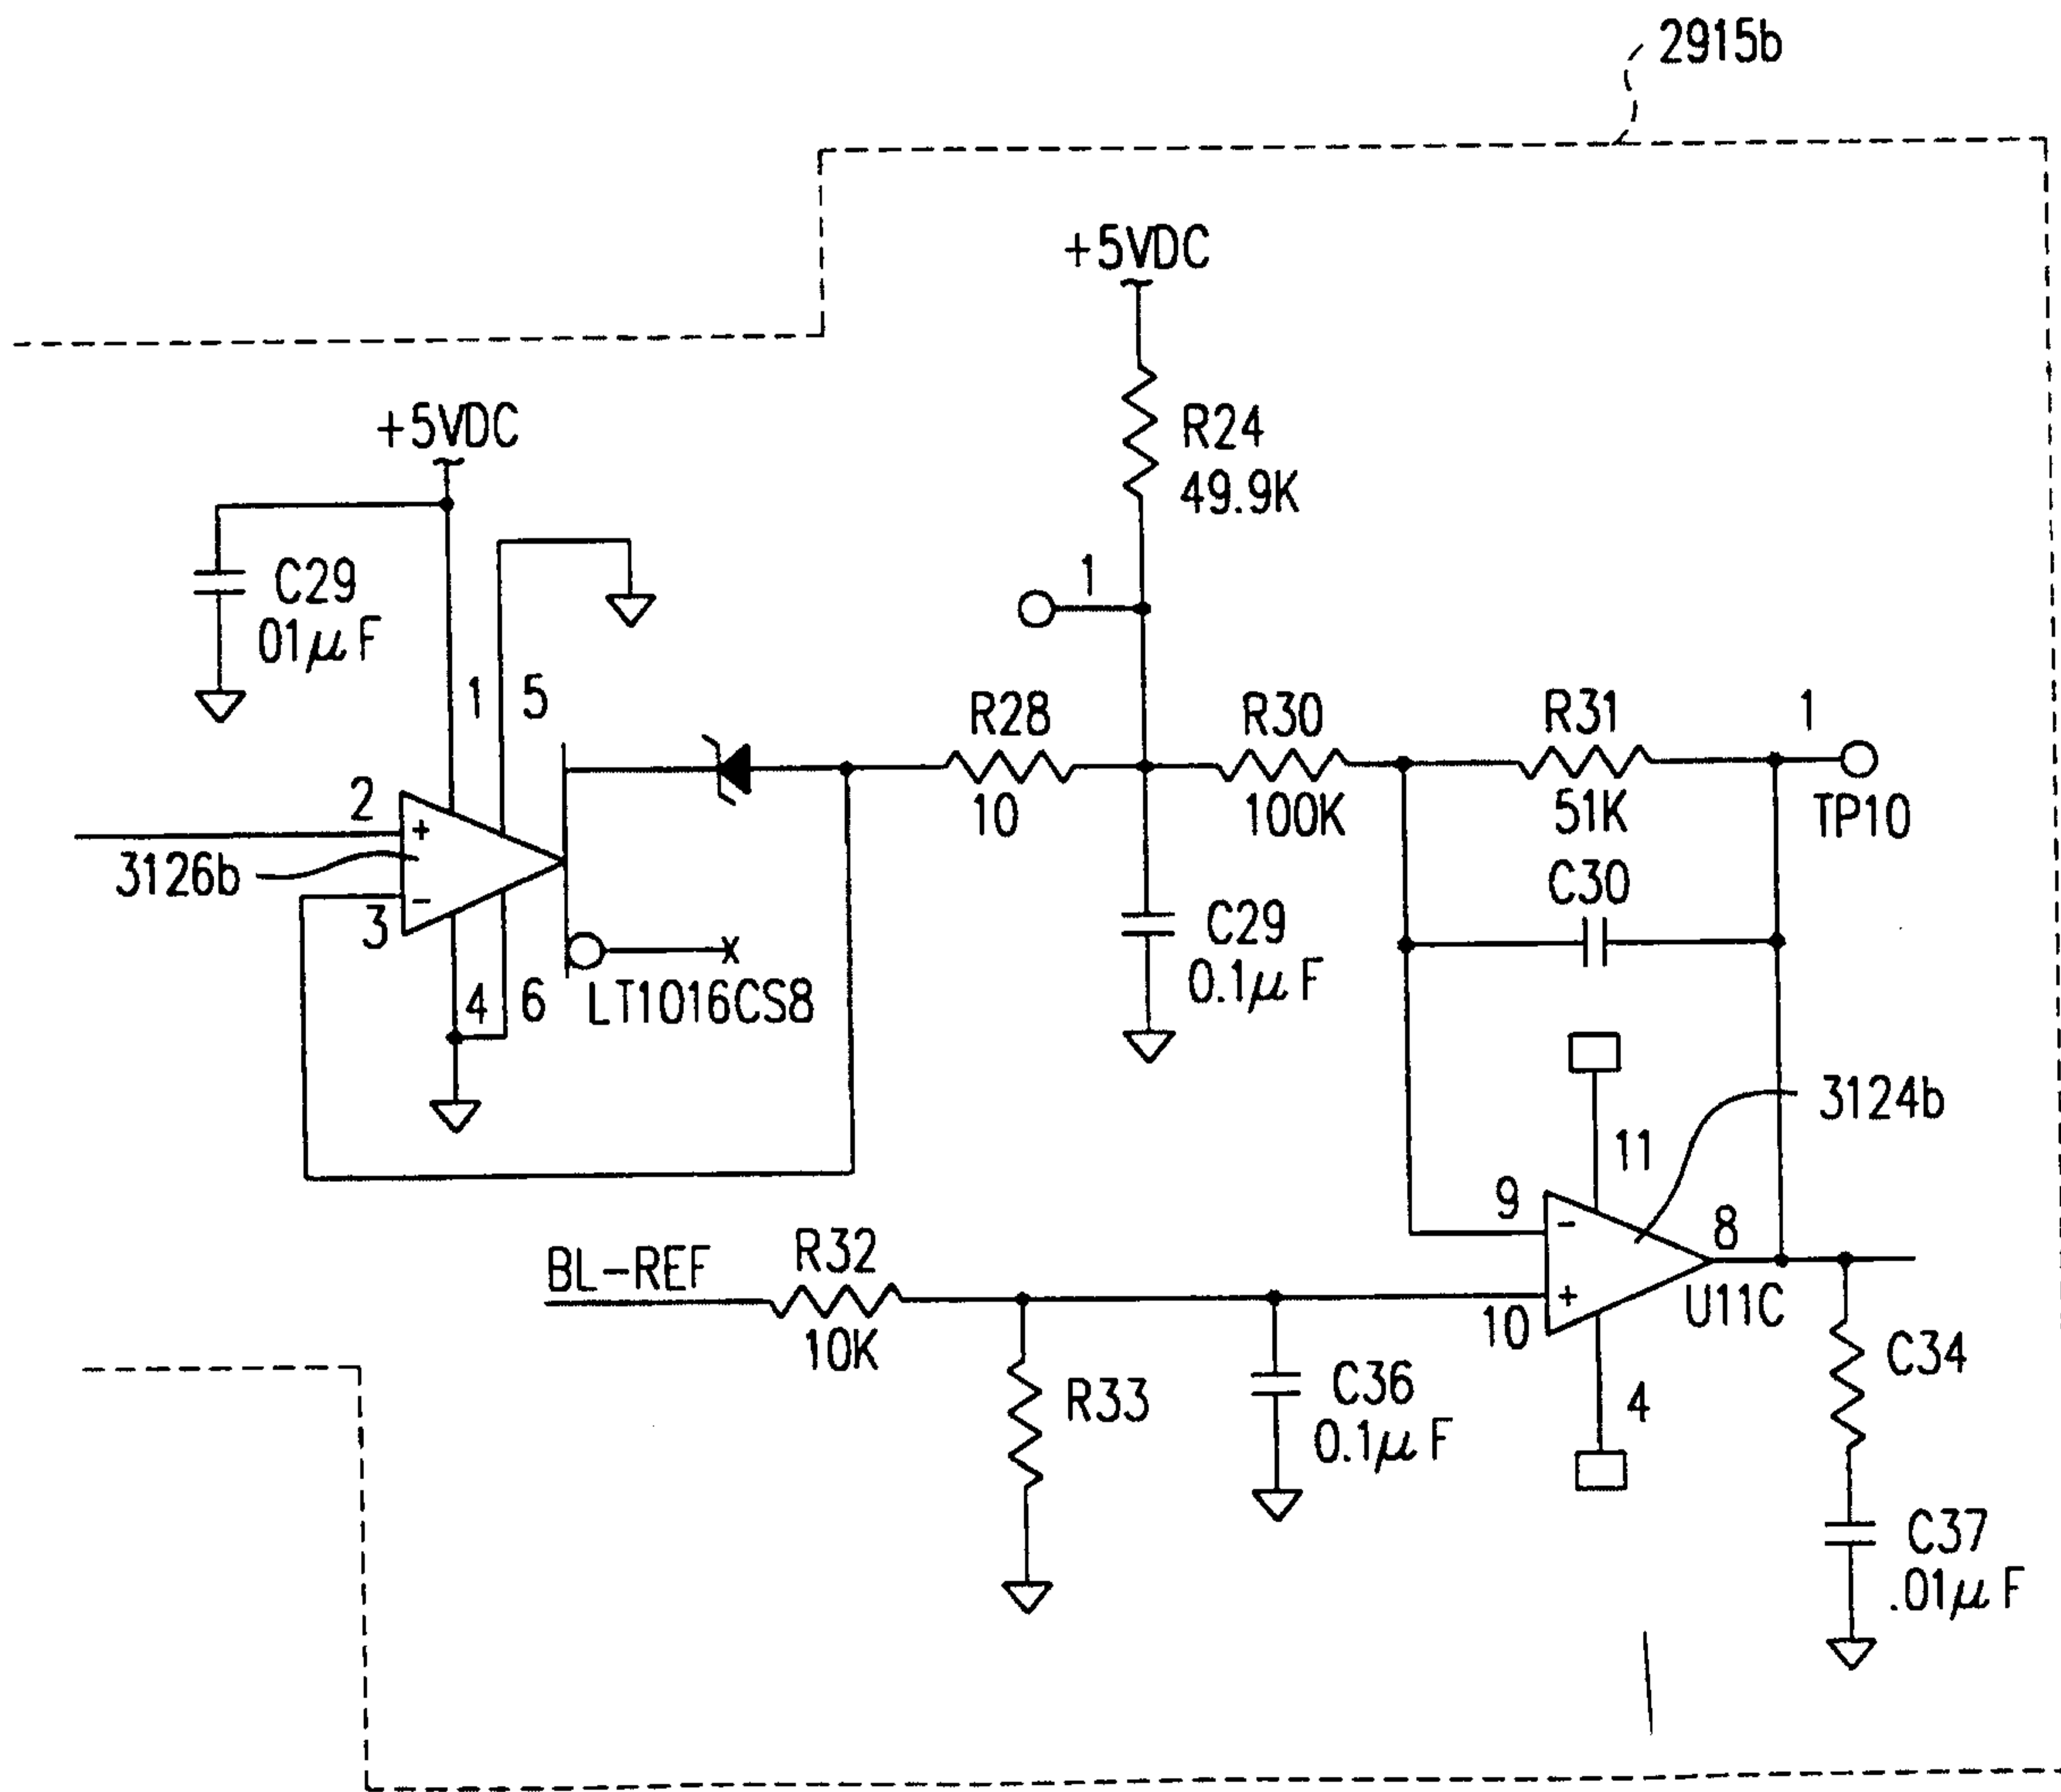 2915b
+5VDC
R24
49.9K
+5VDC
C29
01µF
1
1
5
R28
10
R30
100K
R31
51K
1
TP10
2
+
3126b
-
3
C30
C29
0.1µF
x
4
6
LT1016CS8
3124b
11
9
-
8
BL-REF
R32
10K
10
+
U11C
R33
C36
0.1µF
4
C34
C37
.01µF